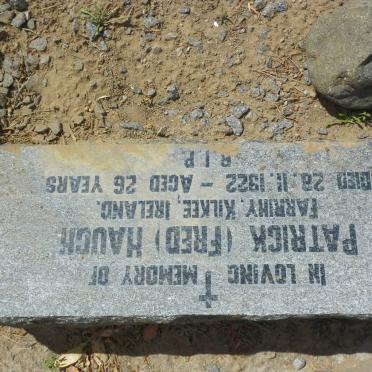 IN LOVING † MEMORY OF
PATRICK (FRED) HAUGH
FARRIHY, KILKEE, IRELAND.
DIED 28.11.1922 – AGED 26 YEARS
R.I.P.